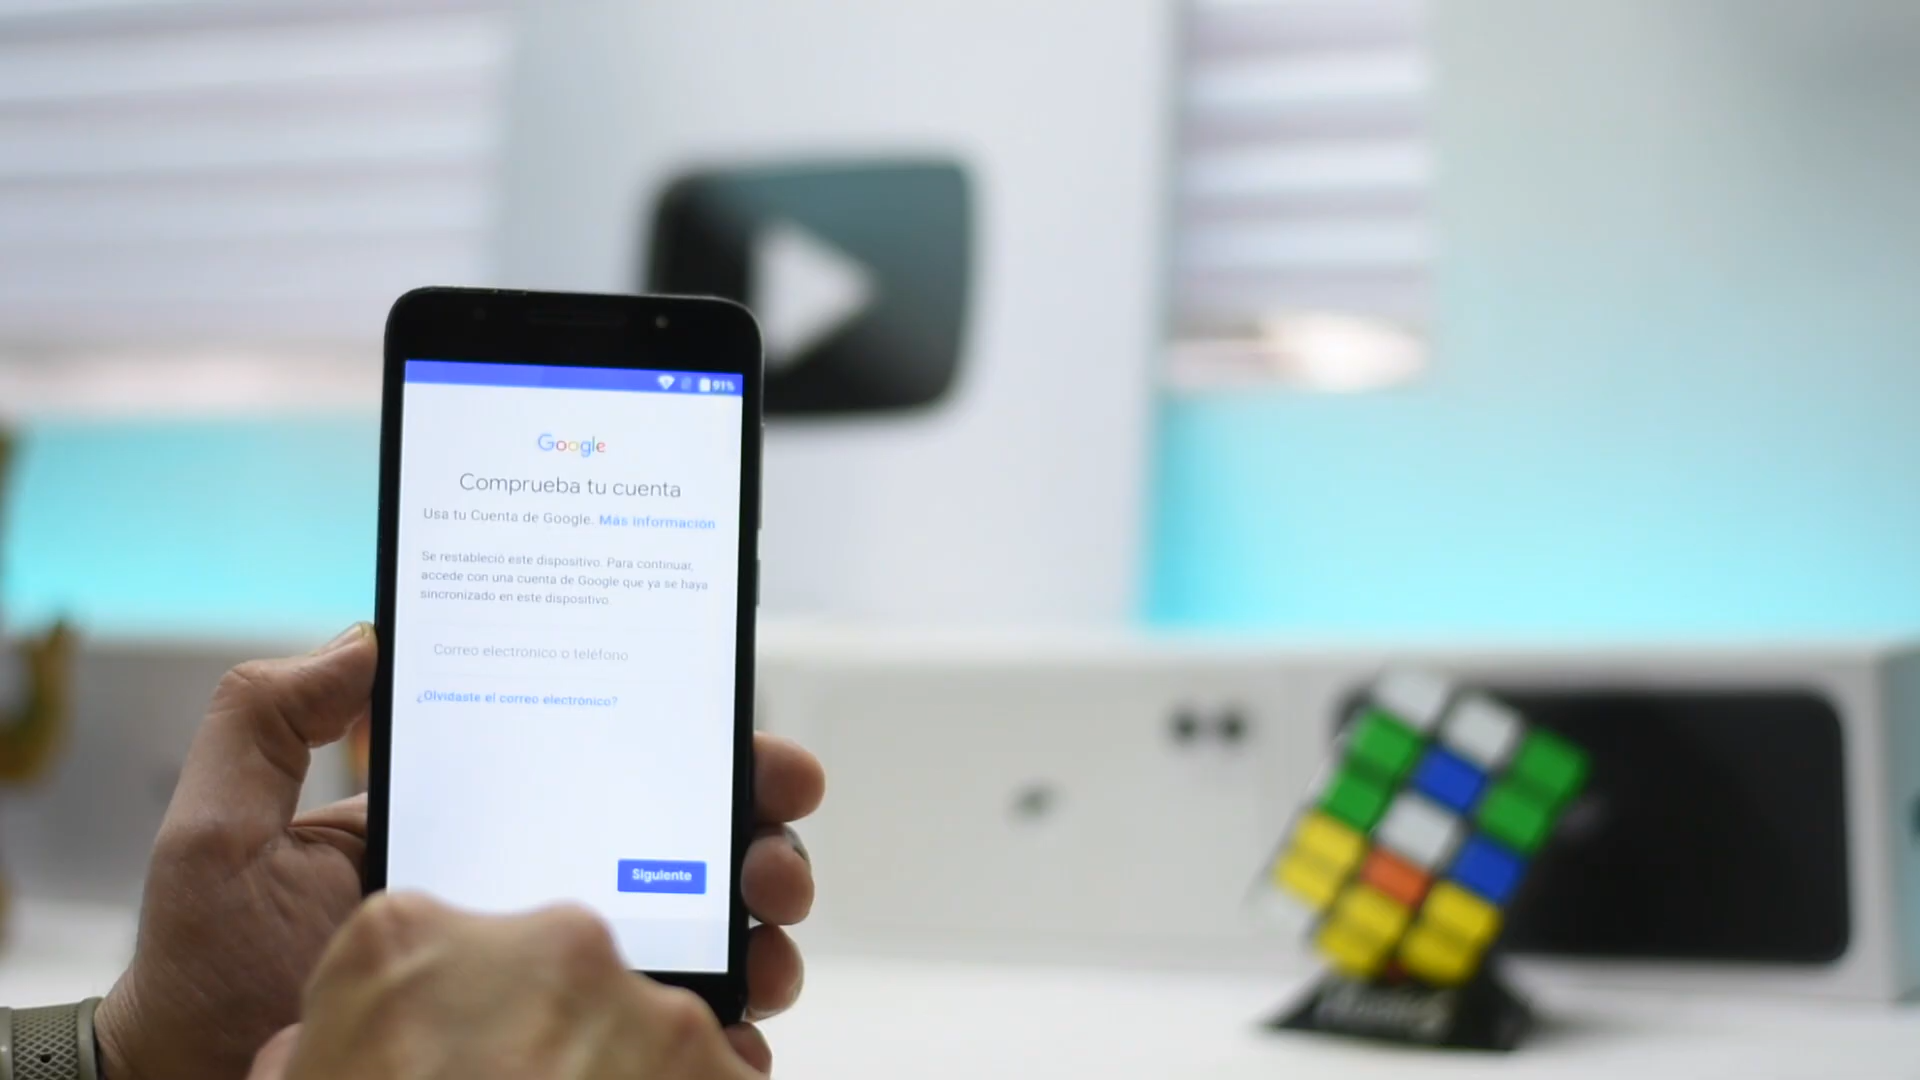 91%
Google
Comprueba tu cuenta
Usa tu Cuenta de Google. Más información
Se restableció este dispositivo. Para continuar,
accede con una cuenta de Google que ya se haya
sincronizado en este dispositivo.
Correo electrónico o teléfono
¿Olvidaste el correo electrónico?
Siguiente